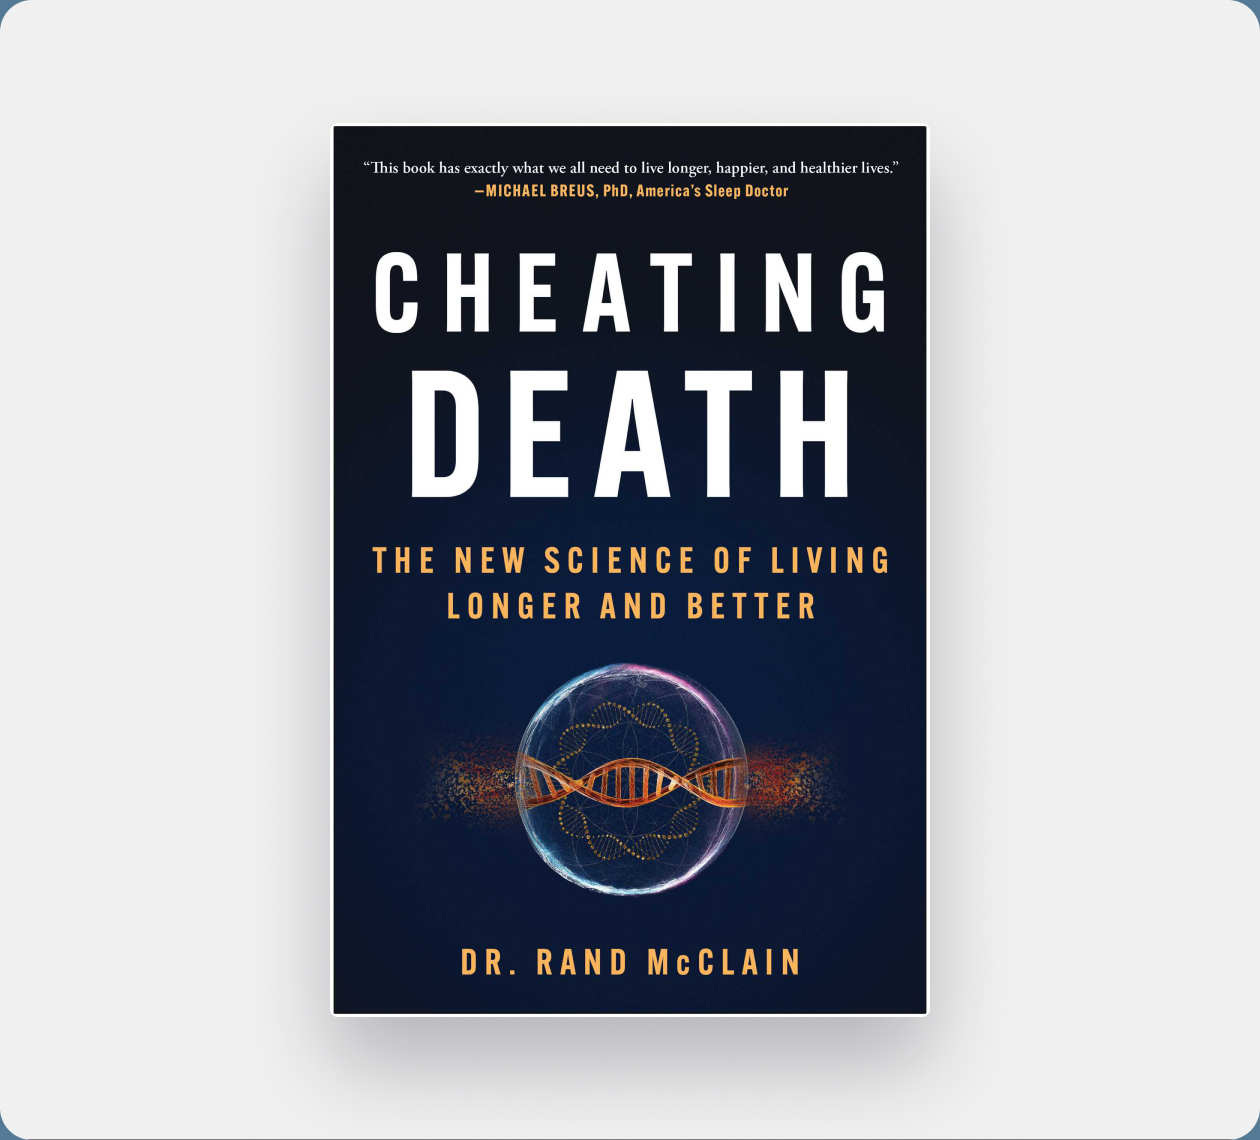 “This book has exactly what we all need to live longer, happier, and healthier lives.”
—MICHAEL BREUS, PhD, America’s Sleep Doctor
CHEATING
DEATH
THE NEW SCIENCE OF LIVING
LONGER AND BETTER
DR. RAND McCLAIN